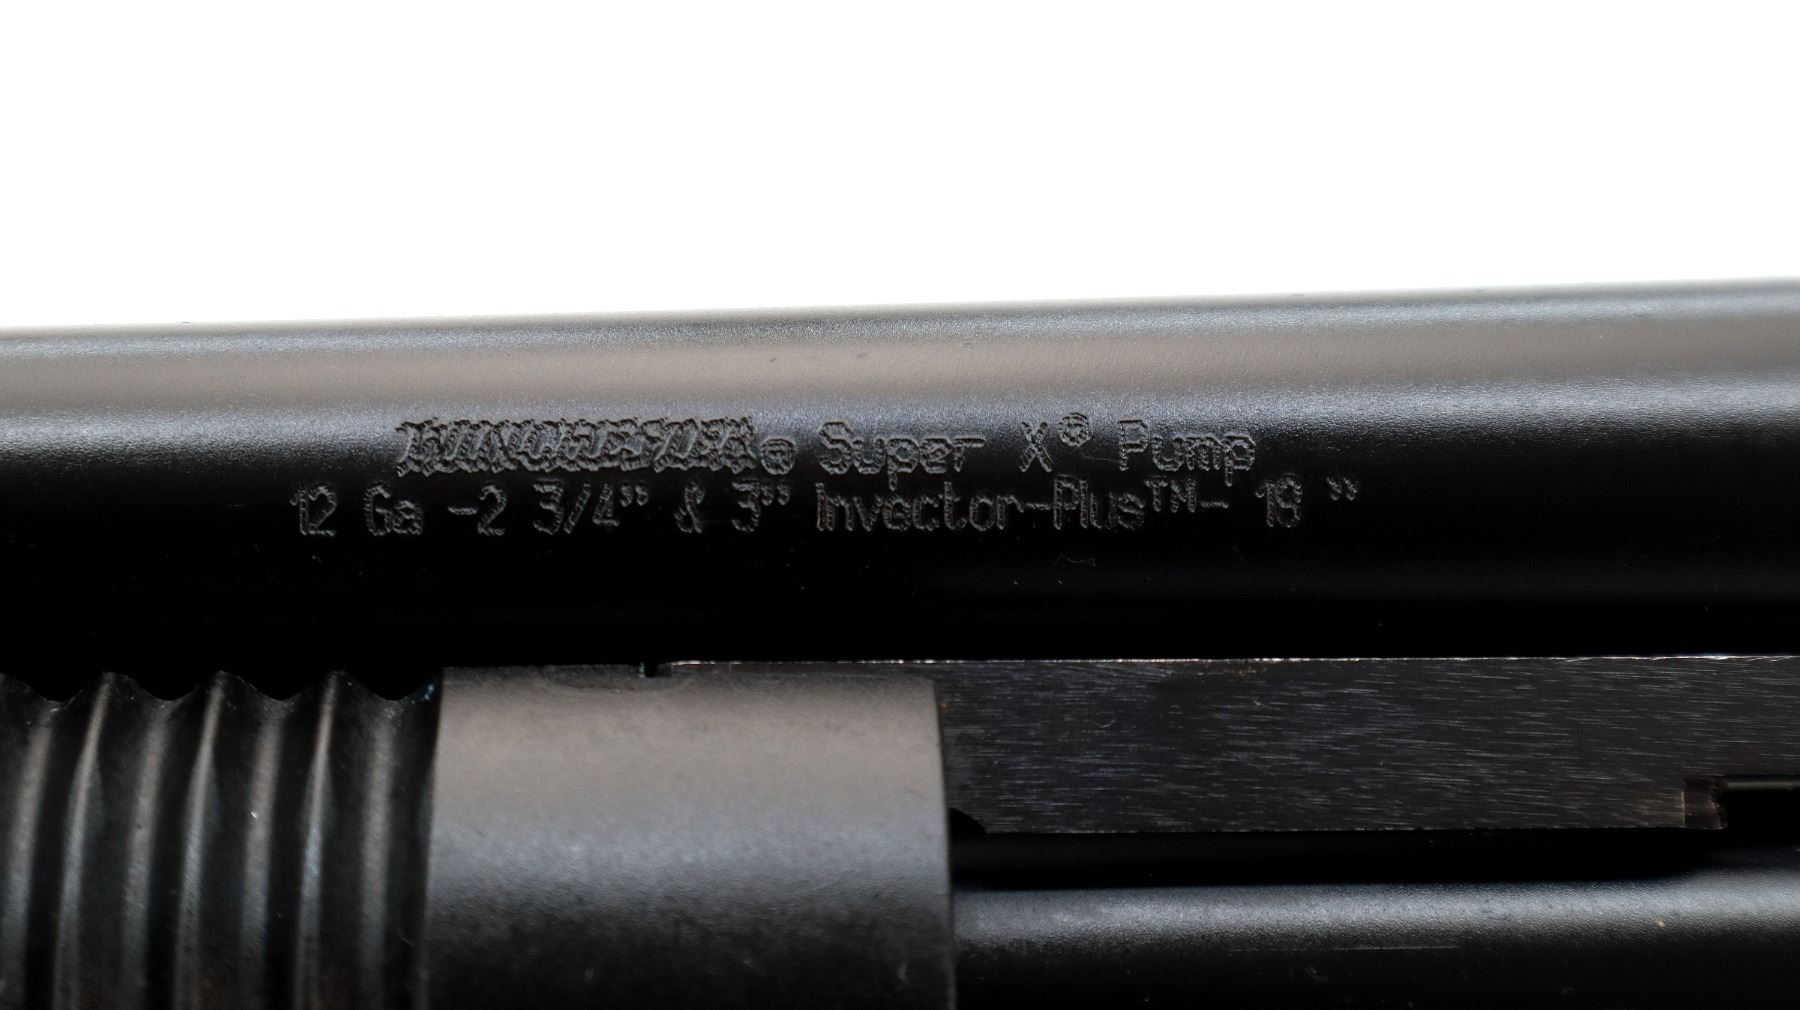 WINCHESTER® Super X® Pump
12 Ga -2 3/4" & 3" Invector-Plus™- 18 "